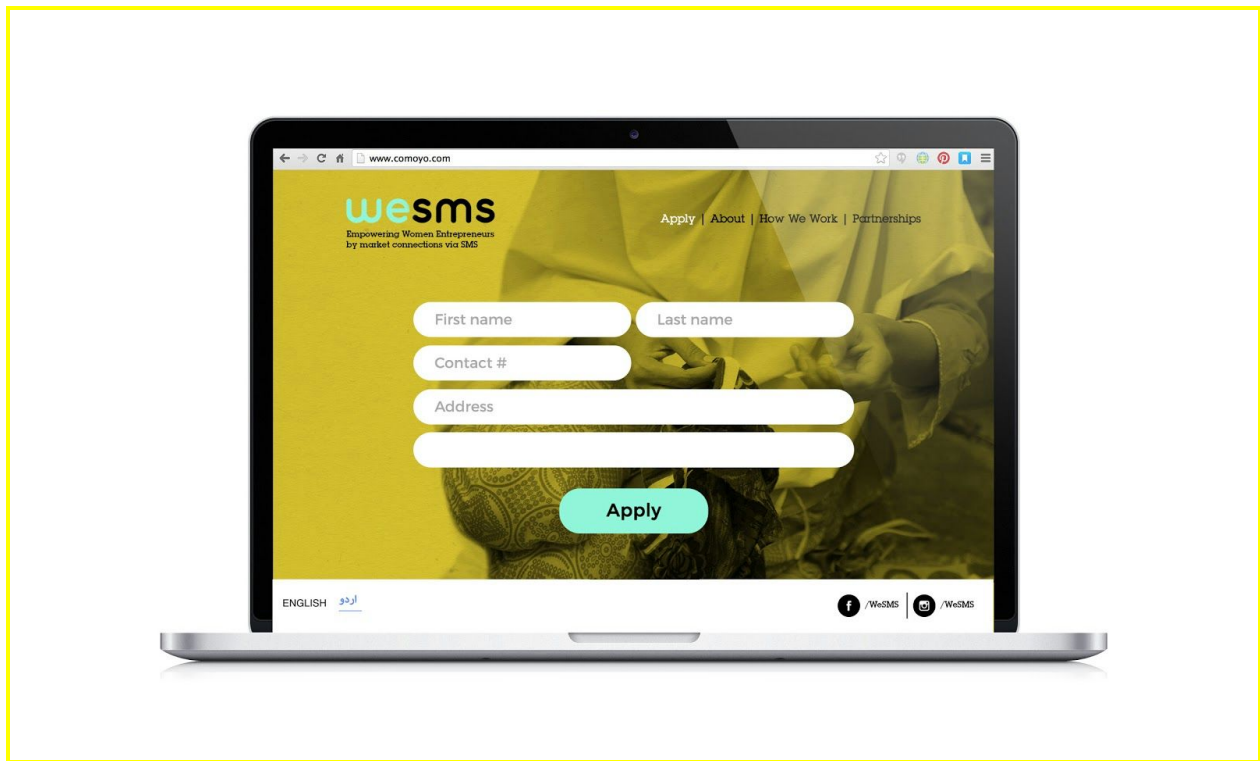 www.comoyo.com
wesms
Empowering Women Entrepreneurs
by market connections via SMS
Apply | About | How We Work | Partnerships
First name Last name
Contact #
Address
Apply
ENGLISH اردو
/WeSMS /WeSMS